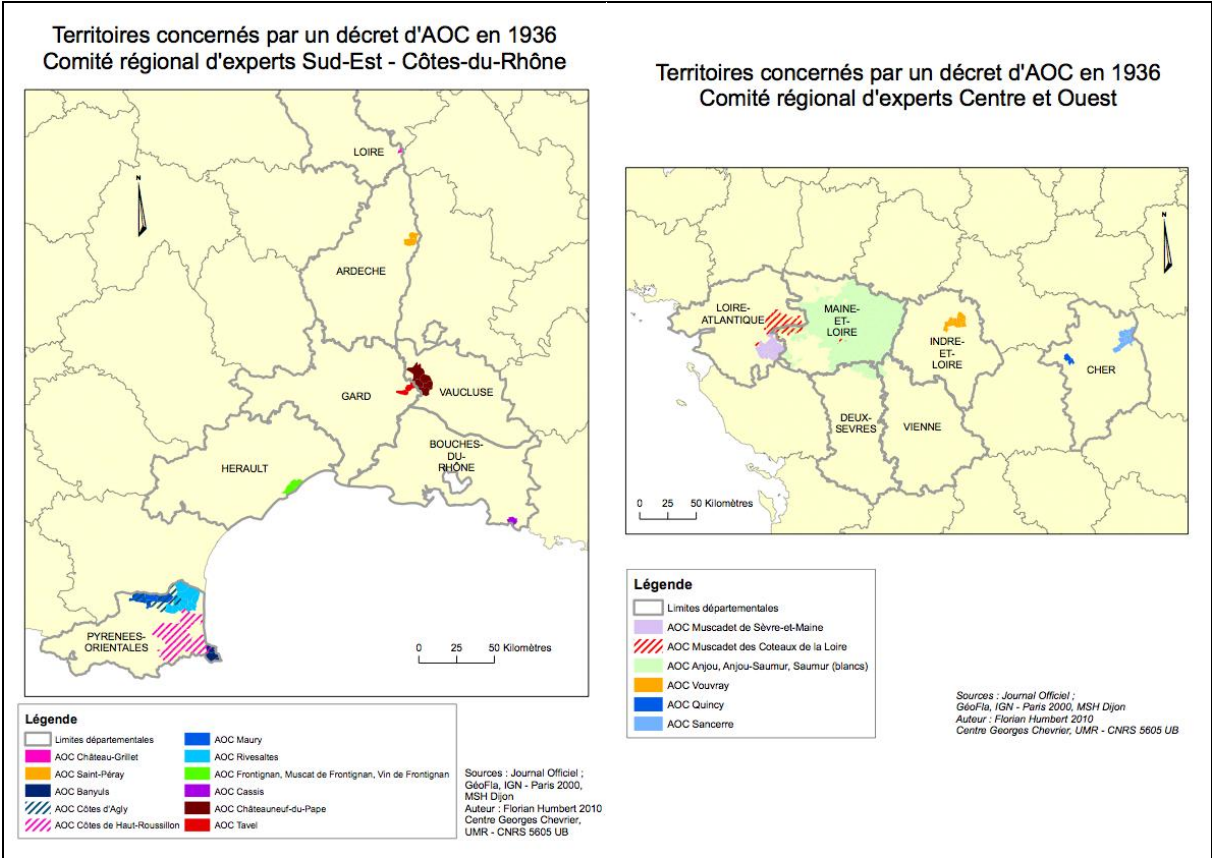 Territoires concernés par un décret d'AOC en 1936
Comité régional d'experts Sud-Est - Côtes-du-Rhône
N
LOIRE
ARDECHE
GARD
VAUCLUSE
BOUCHES-
DU-
RHÔNE
HERAULT
PYRENEES-
ORIENTALES
0 25 50 Kilomètres
Légende
Limites départementales
AOC Château-Grillet
AOC Saint-Péray
AOC Banyuls
AOC Côtes d'Agly
AOC Côtes de Haut-Roussillon
AOC Maury
AOC Rivesaltes
AOC Frontignan, Muscat de Frontignan, Vin de Frontignan
AOC Cassis
AOC Châteauneuf-du-Pape
AOC Tavel
Sources : Journal Officiel ;
GéoFla, IGN - Paris 2000,
MSH Dijon
Auteur : Florian Humbert 2010
Centre Georges Chevrier,
UMR - CNRS 5605 UB
Territoires concernés par un décret d'AOC en 1936
Comité régional d'experts Centre et Ouest
N
LOIRE-
ATLANTIQUE
MAINE-
ET-
LOIRE
INDRE-
ET-
LOIRE
CHER
DEUX-
SEVRES
VIENNE
0 25 50 Kilomètres
Légende
Limites départementales
AOC Muscadet de Sèvre-et-Maine
AOC Muscadet des Coteaux de la Loire
AOC Anjou, Anjou-Saumur, Saumur (blancs)
AOC Vouvray
AOC Quincy
AOC Sancerre
Sources : Journal Officiel ;
GéoFla, IGN - Paris 2000, MSH Dijon
Auteur : Florian Humbert 2010
Centre Georges Chevrier, UMR - CNRS 5605 UB